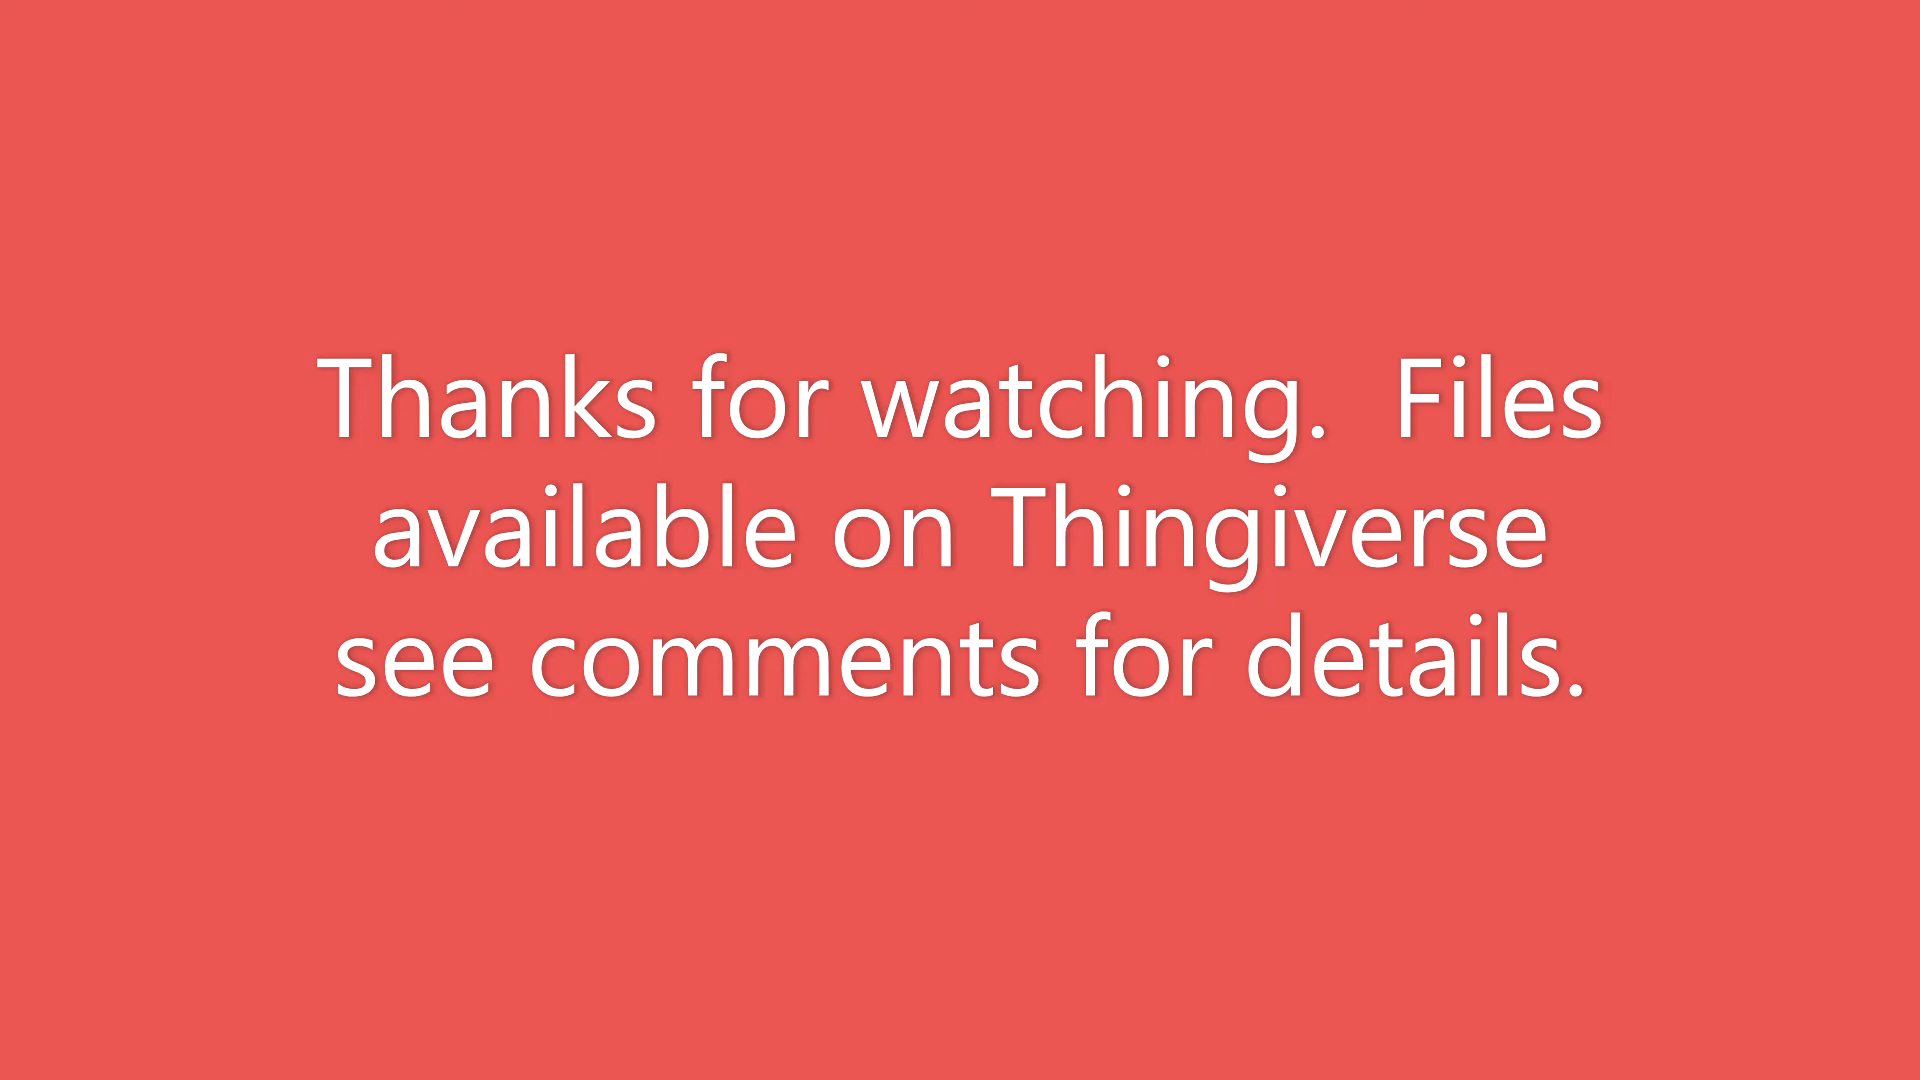 Thanks for watching.  Files
available on Thingiverse
see comments for details.